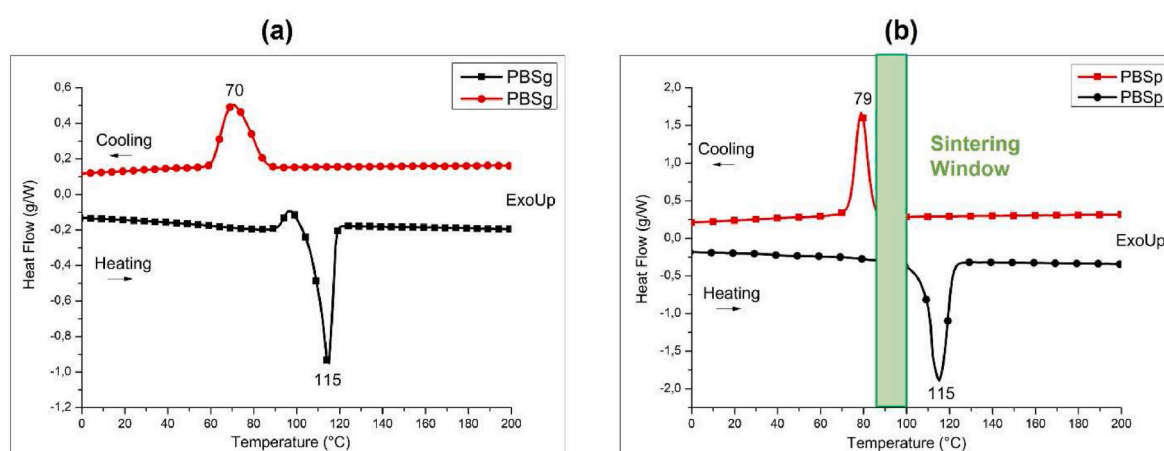 (a)
PBSg
PBSg
70
Cooling
ExoUp
Heating
115
Heat Flow (g/W)
0,6
0,4
0,2
0,0
-0,2
-0,4
-0,6
-0,8
-1,0
-1,2
0 20 40 60 80 100 120 140 160 180 200
Temperature (°C)
(b)
PBSp
PBSp
79
Cooling
Sintering
Window
ExoUp
Heating
115
Heat Flow (g/W)
2,0
1,5
1,0
0,5
0,0
-0,5
-1,0
-1,5
-2,0
0 20 40 60 80 100 120 140 160 180 200
Temperature (°C)